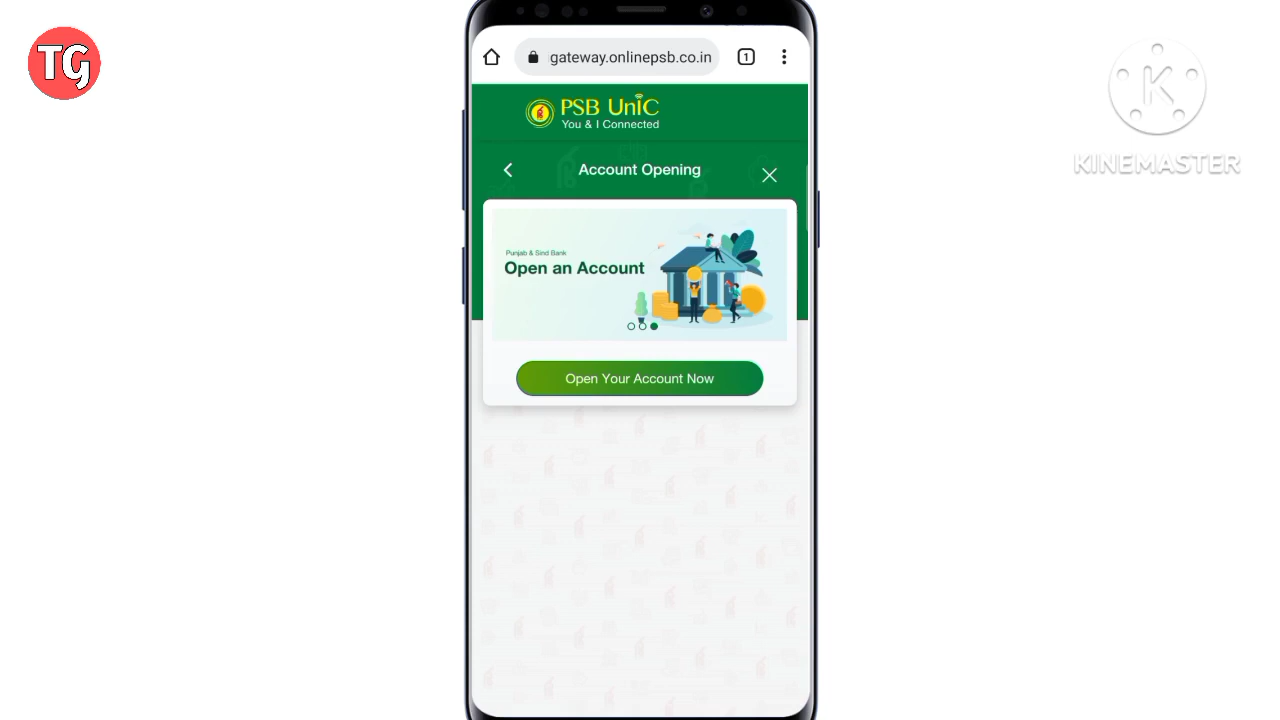 TG
gateway.onlinepsb.co.in
1
PSB UnIC
You & I Connected
Account Opening
Punjab & Sind Bank
Open an Account
Open Your Account Now
K
KINEMASTER